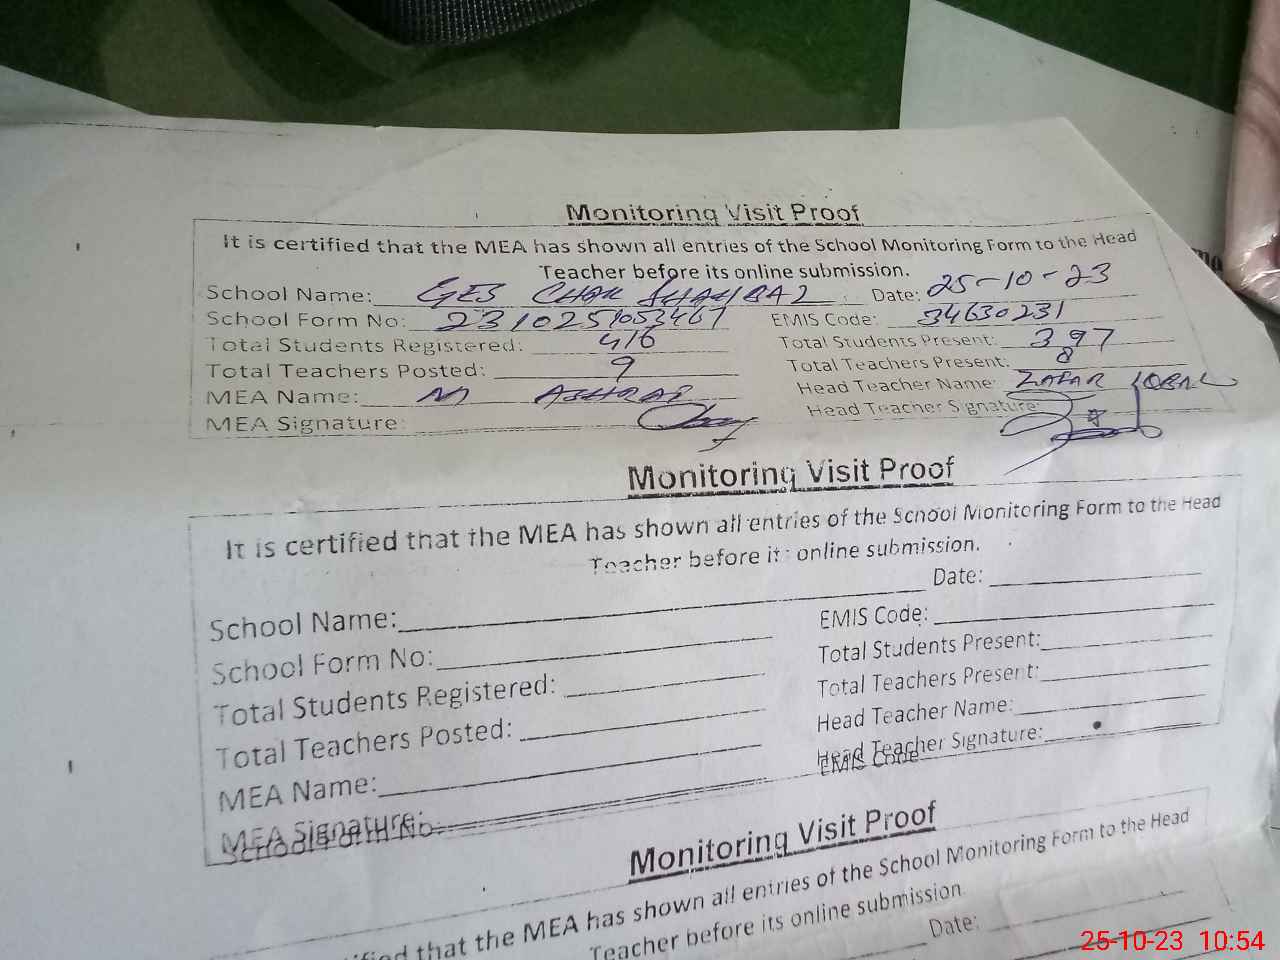 Monitoring Visit Proof
It is certified that the MEA has shown all entries of the School Monitoring Form to the Head
Teacher before its online submission.
School Name: GES CHAK SHAHBAZ Date: 25-10-23
School Form No: 231025105346 EMIS Code: 34630231
Total Students Registered: 416 Total Students Present: 397
Total Teachers Posted: 9 Total Teachers Present: 8
MEA Name: M ASHRAF Head Teacher Name: ZAFAR IQBAL
MEA Signature: Head Teacher Signature:
Monitoring Visit Proof
It is certified that the MEA has shown all entries of the School Monitoring Form to the Head
Teacher before its online submission.
School Name: Date:
School Form No: EMIS Code:
Total Students Registered: Total Students Present:
Total Teachers Posted: Total Teachers Present:
MEA Name: Head Teacher Name:
MEA Signature: Head Teacher Signature:
School Form No EMIS Code
Monitoring Visit Proof
that the MEA has shown all entries of the School Monitoring Form to the Head
Teacher before its online submission.
Date:
25-10-23 10:54